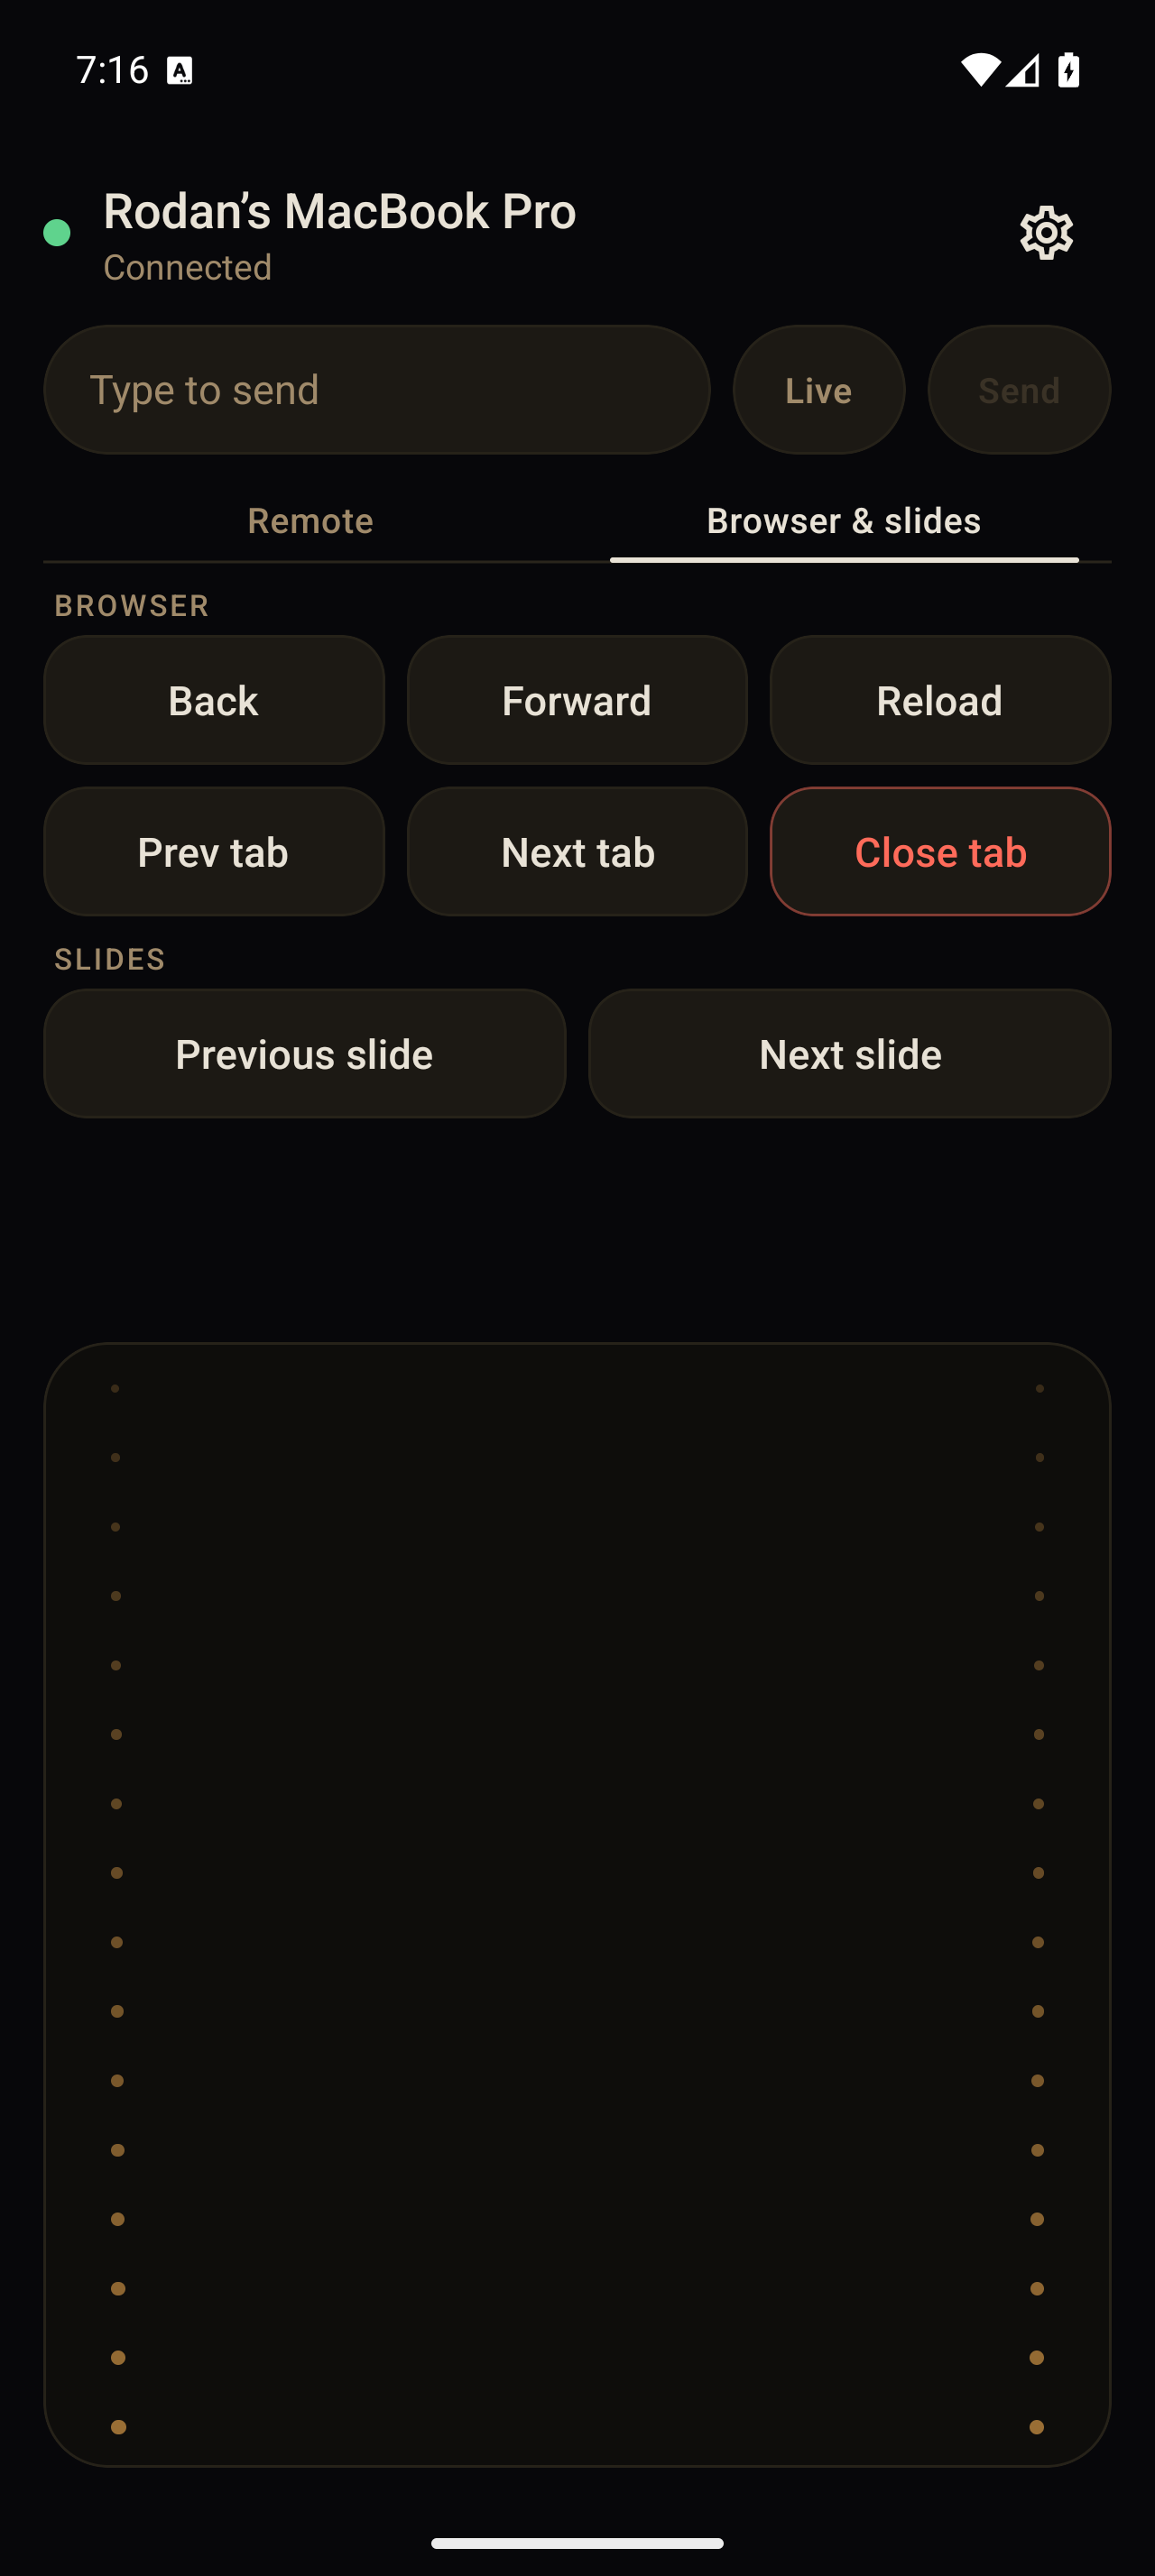 7:16
Rodan’s MacBook Pro
Connected
Type to send
Live
Send
Remote
Browser & slides
BROWSER
Back
Forward
Reload
Prev tab
Next tab
Close tab
SLIDES
Previous slide
Next slide